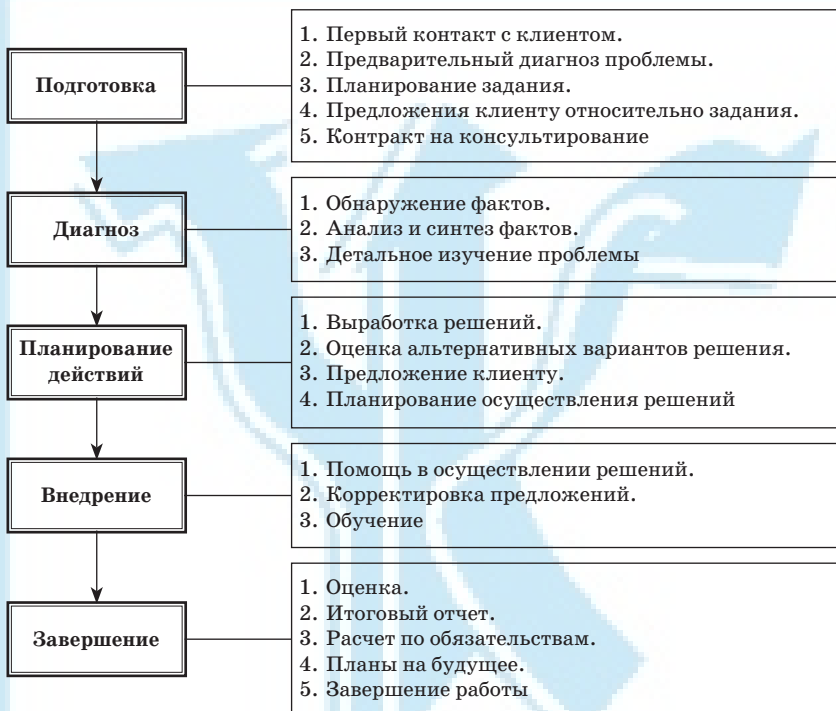 Подготовка
1. Первый контакт с клиентом.
2. Предварительный диагноз проблемы.
3. Планирование задания.
4. Предложения клиенту относительно задания.
5. Контракт на консультирование
Диагноз
1. Обнаружение фактов.
2. Анализ и синтез фактов.
3. Детальное изучение проблемы
Планирование
действий
1. Выработка решений.
2. Оценка альтернативных вариантов решения.
3. Предложение клиенту.
4. Планирование осуществления решений
Внедрение
1. Помощь в осуществлении решений.
2. Корректировка предложений.
3. Обучение
Завершение
1. Оценка.
2. Итоговый отчет.
3. Расчет по обязательствам.
4. Планы на будущее.
5. Завершение работы